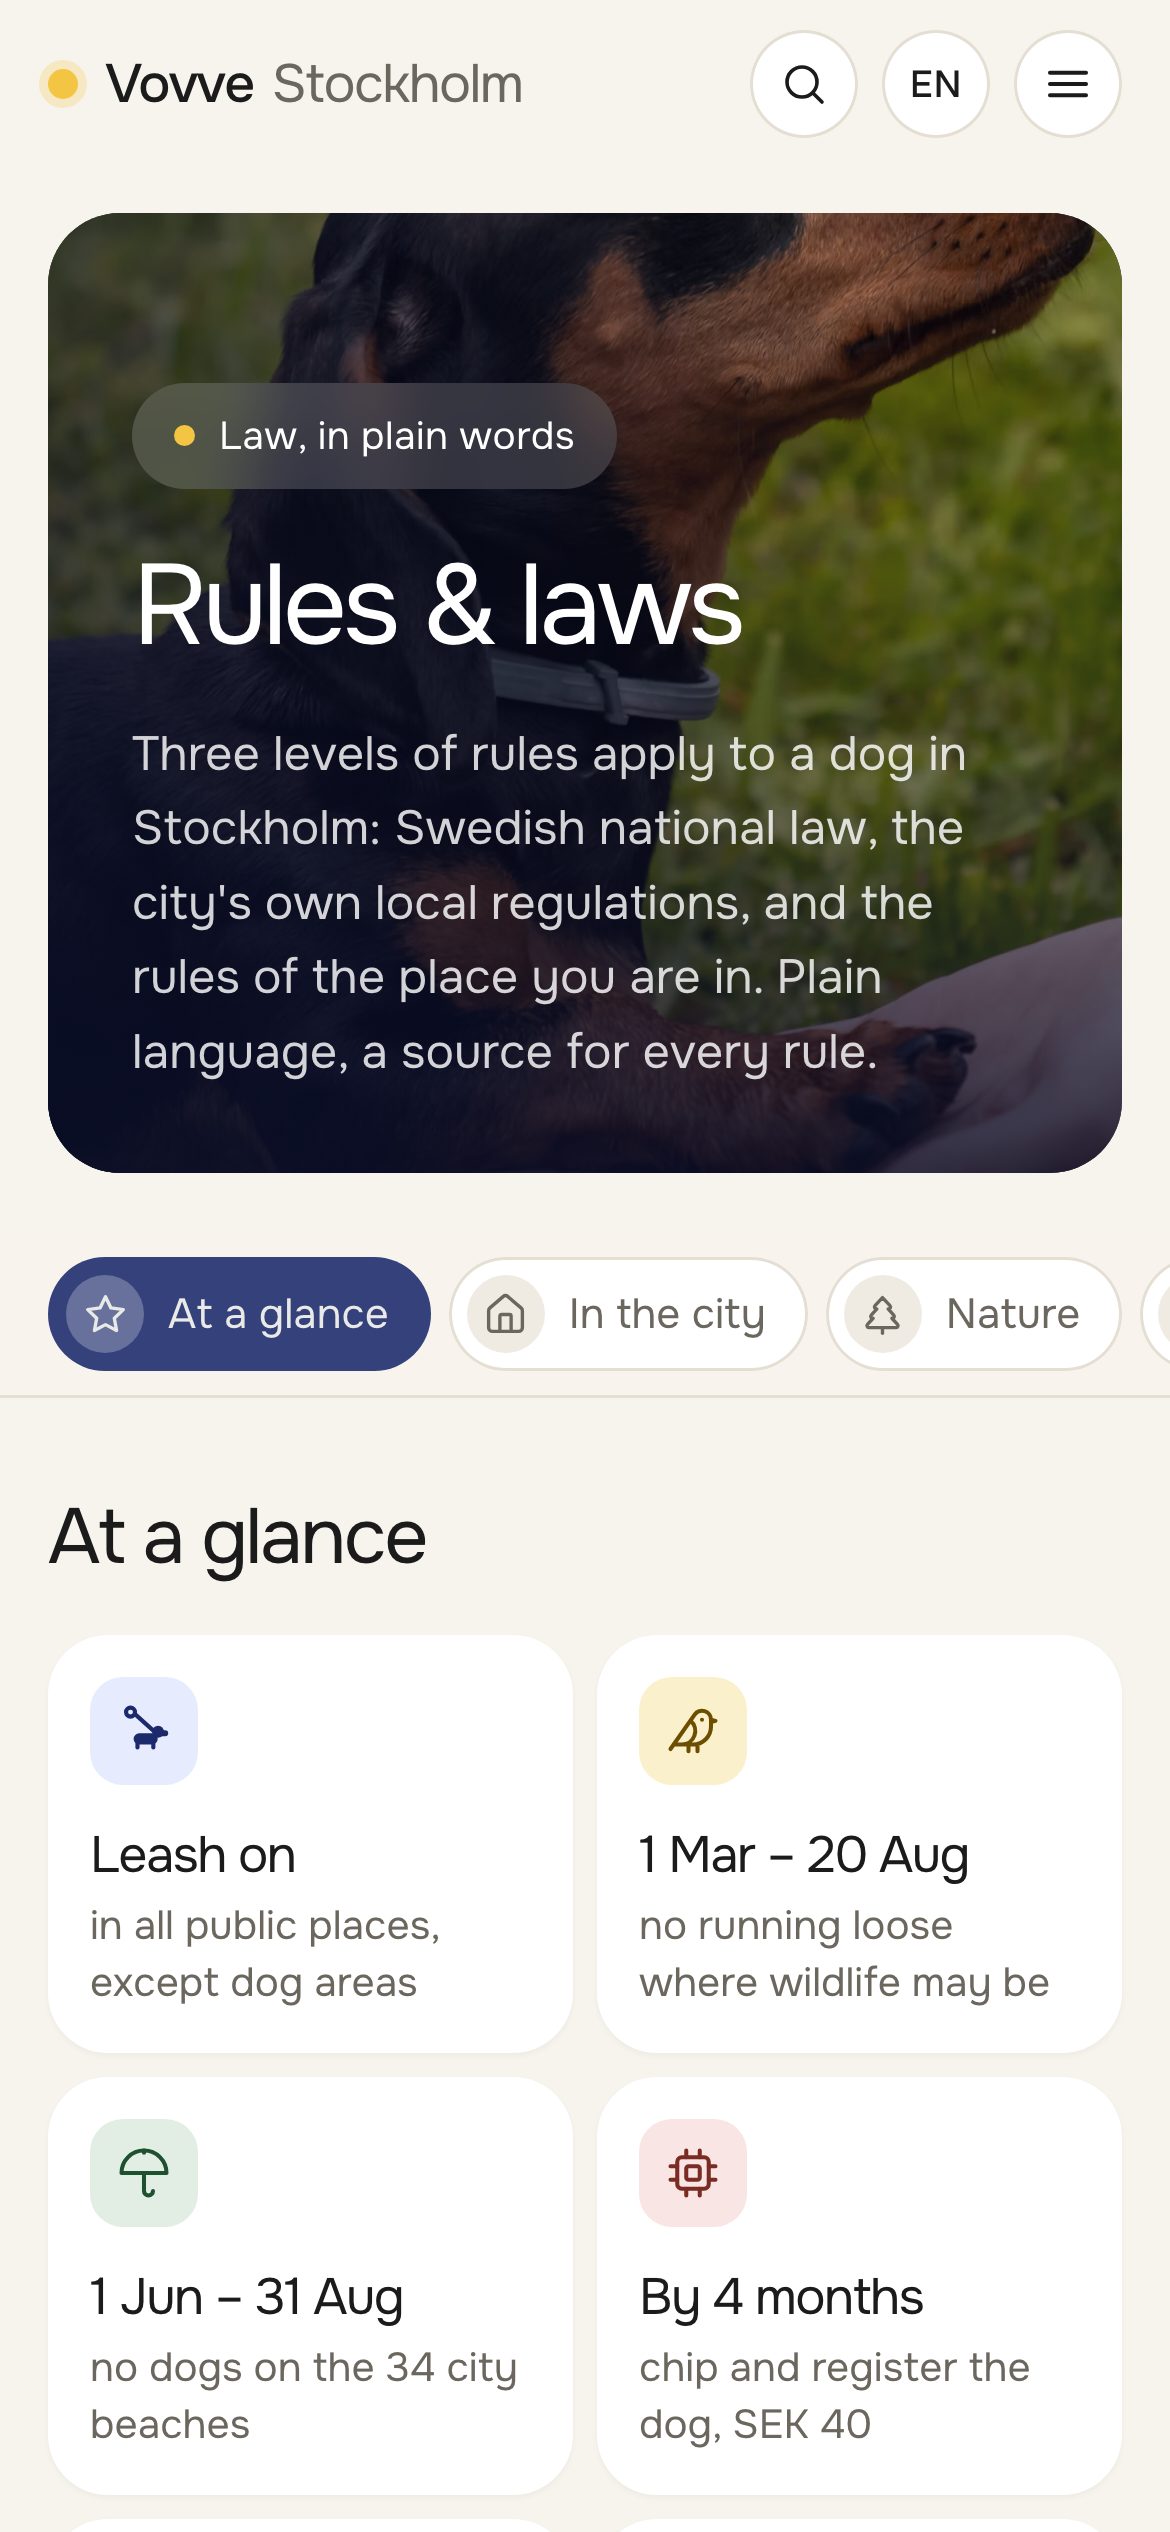 Vovve Stockholm
EN
Law, in plain words
Rules & laws
Three levels of rules apply to a dog in
Stockholm: Swedish national law, the
city's own local regulations, and the
rules of the place you are in. Plain
language, a source for every rule.
At a glance
In the city
Nature
At a glance
Leash on
in all public places,
except dog areas
1 Mar – 20 Aug
no running loose
where wildlife may be
1 Jun – 31 Aug
no dogs on the 34 city
beaches
By 4 months
chip and register the
dog, SEK 40